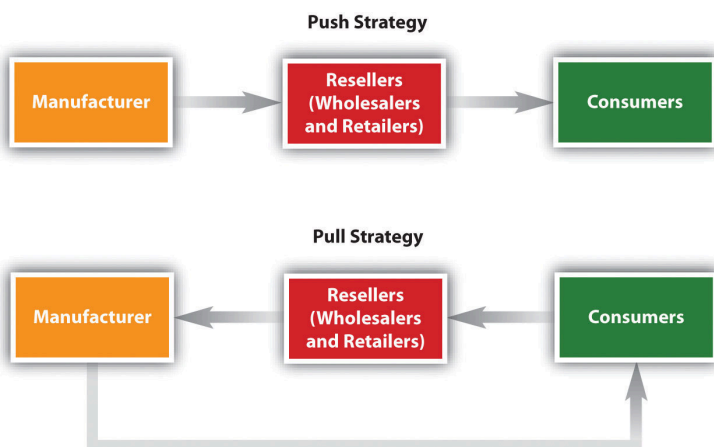 Push Strategy
Manufacturer
Resellers
(Wholesalers
and Retailers)
Consumers
Pull Strategy
Manufacturer
Resellers
(Wholesalers
and Retailers)
Consumers